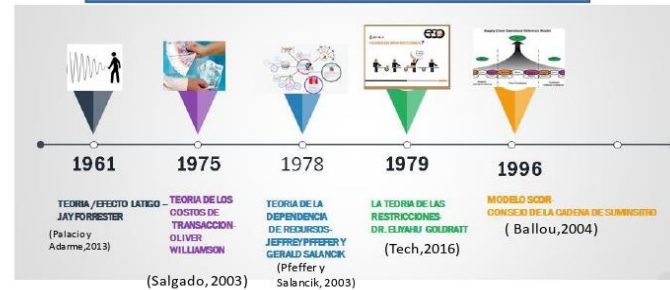 1961
1975
1978
1979
1996
TEORIA /EFECTO LATIGO –
JAY FORRESTER
(Palacio y
Adarme,2013)
TEORIA DE LOS
COSTOS DE
TRANSACCION-
OLIVER
WILLIAMSON
(Salgado, 2003)
TEORIA DE LA
DEPENDENCIA
DE RECURSOS-
JEFFREY PFFEFER Y
GERALD SALANCIK
(Pfeffer y
Salancik, 2003)
LA TEORIA DE LAS
RESTRICCIONES-
DR. ELIYAHU GOLDRATT
(Tech,2016)
MODELO SCOR-
CONSEJO DE LA CADENA DE SUMINSITRO
( Ballou,2004)